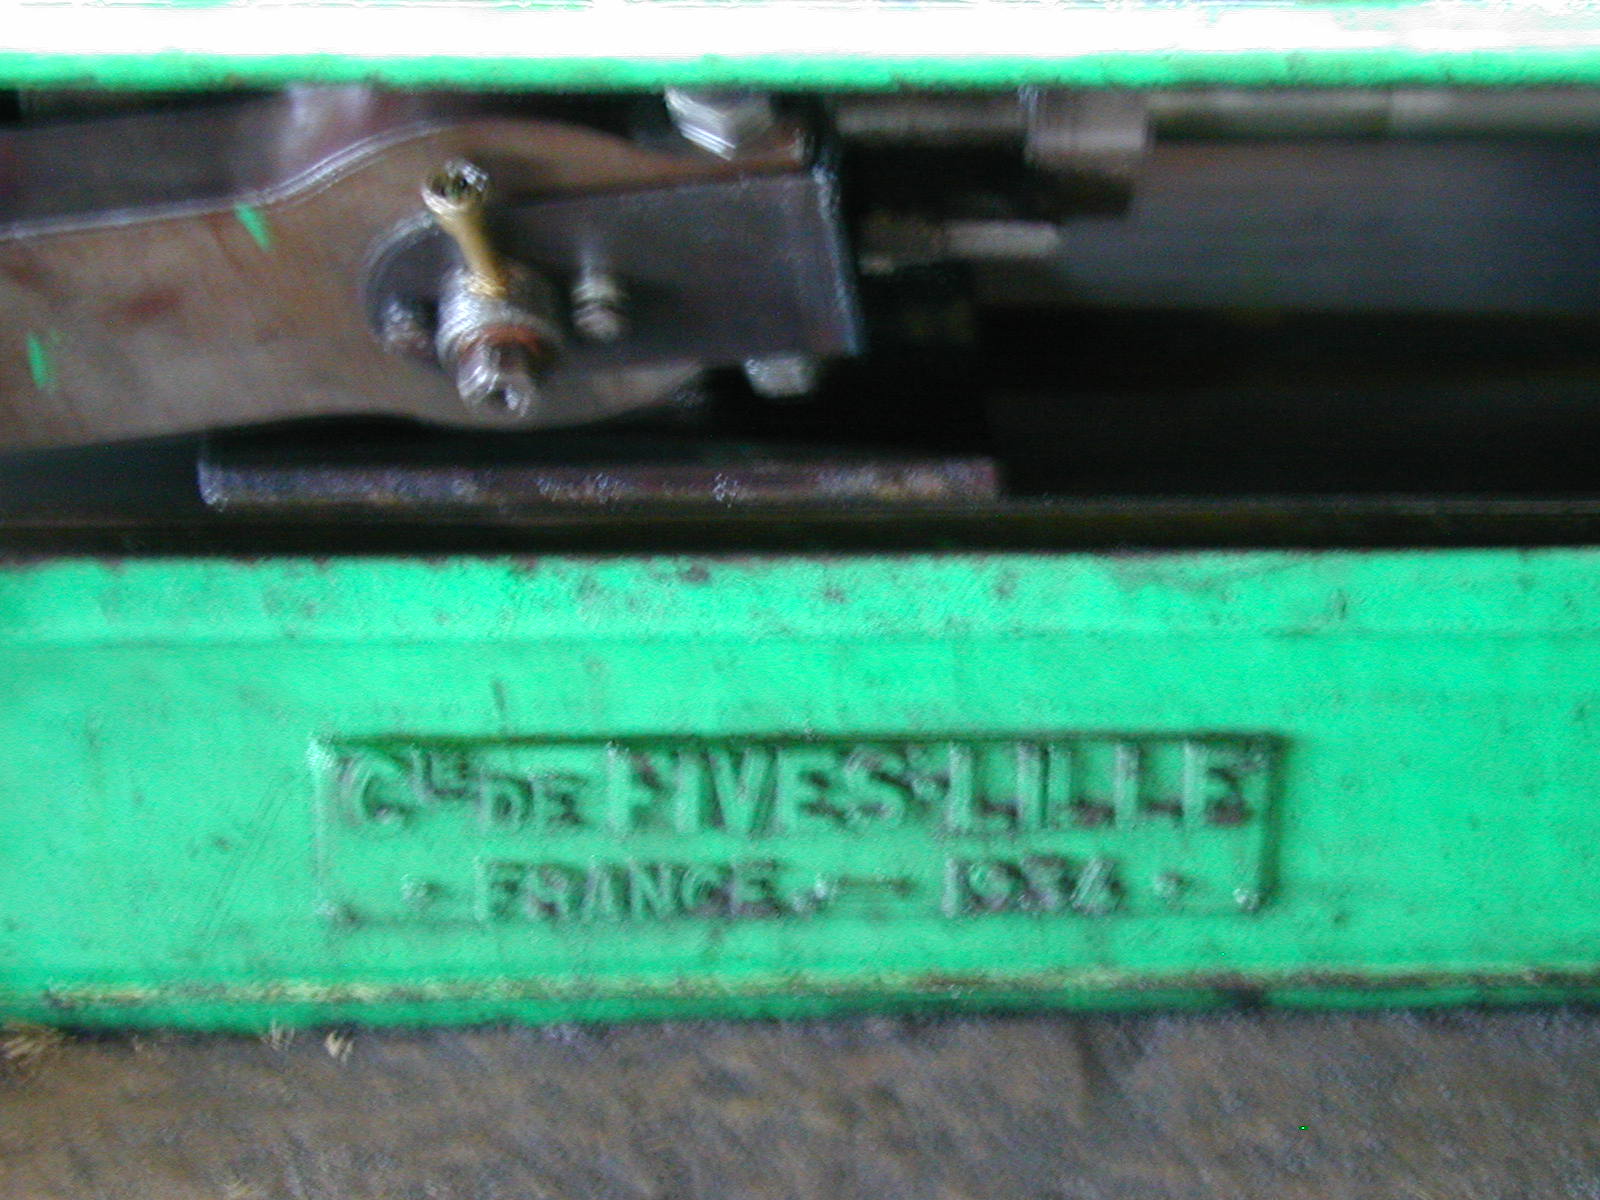 CIE DE FIVES-LILLE
FRANCE. — 1934